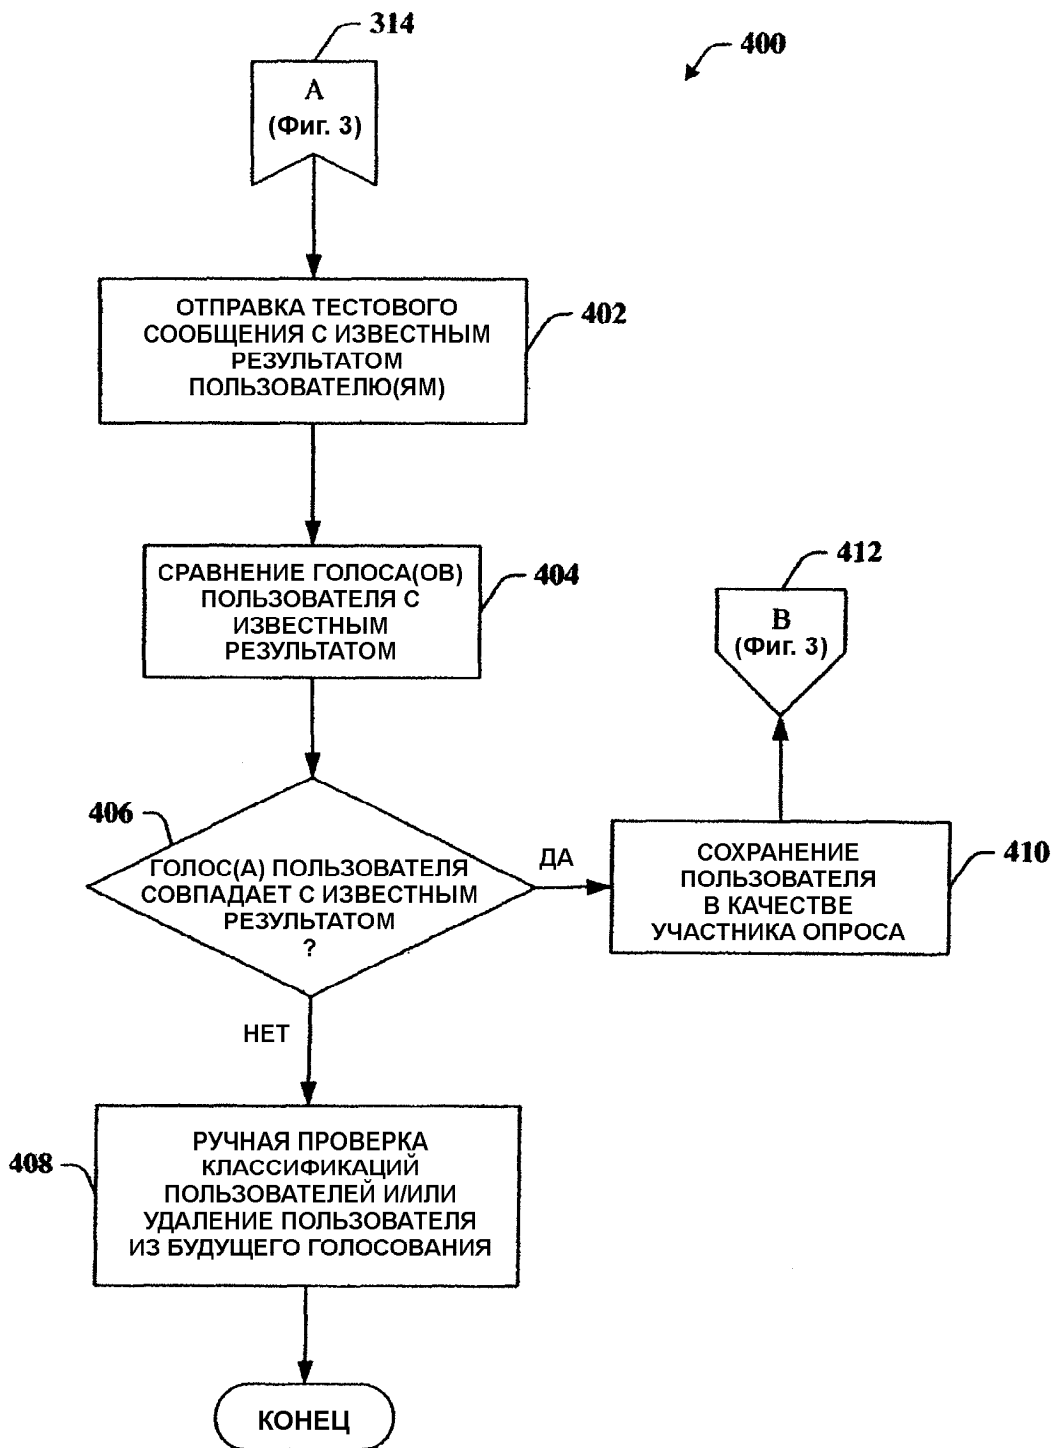 314
400
A
(Фиг. 3)
ОТПРАВКА ТЕСТОВОГО
СООБЩЕНИЯ С ИЗВЕСТНЫМ
РЕЗУЛЬТАТОМ
ПОЛЬЗОВАТЕЛЮ(ЯМ)
402
СРАВНЕНИЕ ГОЛОСА(ОВ)
ПОЛЬЗОВАТЕЛЯ С
ИЗВЕСТНЫМ
РЕЗУЛЬТАТОМ
404
412
B
(Фиг. 3)
406
ГОЛОС(А) ПОЛЬЗОВАТЕЛЯ
СОВПАДАЕТ С ИЗВЕСТНЫМ
РЕЗУЛЬТАТОМ
?
ДА
СОХРАНЕНИЕ
ПОЛЬЗОВАТЕЛЯ
В КАЧЕСТВЕ
УЧАСТНИКА ОПРОСА
410
НЕТ
408
РУЧНАЯ ПРОВЕРКА
КЛАССИФИКАЦИЙ
ПОЛЬЗОВАТЕЛЕЙ И/ИЛИ
УДАЛЕНИЕ ПОЛЬЗОВАТЕЛЯ
ИЗ БУДУЩЕГО ГОЛОСОВАНИЯ
КОНЕЦ